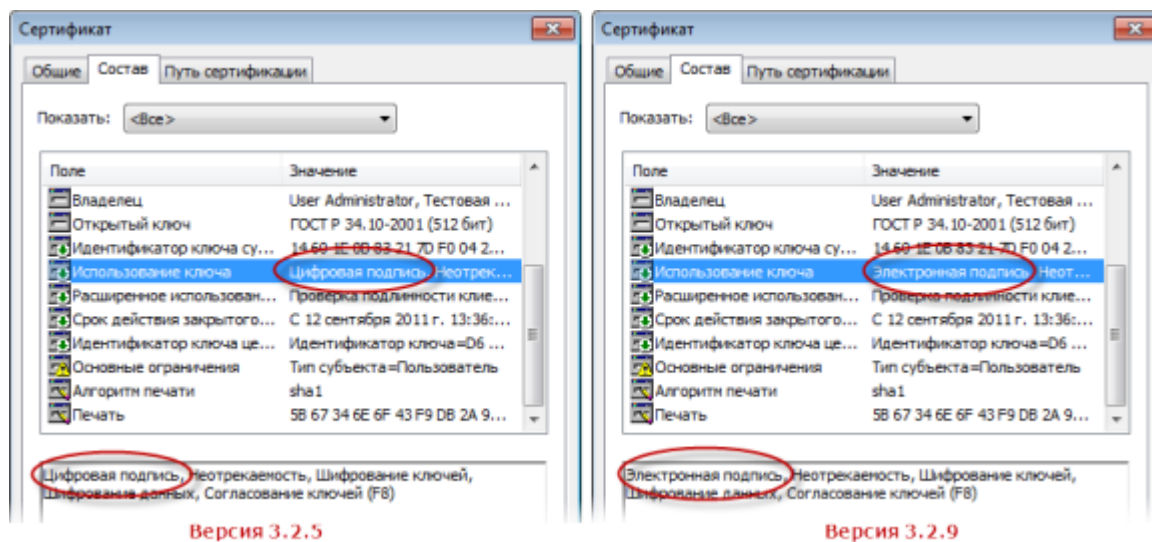 Сертификат
Общие Состав Путь сертификации
Показать: <Все>
Поле Значение
Владелец User Administrator, Тестовая ...
Открытый ключ ГОСТ Р 34.10-2001 (512 бит)
Идентификатор ключа су... 14 60 1E 0B 83 21 7D F0 04 2...
Использование ключа Цифровая подпись, Неотрек...
Расширенное использован... Проверка подлинности клие...
Срок действия закрытого... С 12 сентября 2011 г. 13:36:...
Идентификатор ключа це... Идентификатор ключа=D6 ...
Основные ограничения Тип субъекта=Пользователь
Алгоритм печати sha1
Печать 5B 67 34 6E 6F 43 F9 DB 2A 9...
Цифровая подпись, Неотрекаемость, Шифрование ключей,
Шифрование данных, Согласование ключей (F8)
Версия 3.2.5
Сертификат
Общие Состав Путь сертификации
Показать: <Все>
Поле Значение
Владелец User Administrator, Тестовая ...
Открытый ключ ГОСТ Р 34.10-2001 (512 бит)
Идентификатор ключа су... 14 60 1E 0B 83 21 7D F0 04 2...
Использование ключа Электронная подпись, Неот...
Расширенное использован... Проверка подлинности клие...
Срок действия закрытого... С 12 сентября 2011 г. 13:36:...
Идентификатор ключа це... Идентификатор ключа=D6 ...
Основные ограничения Тип субъекта=Пользователь
Алгоритм печати sha1
Печать 5B 67 34 6E 6F 43 F9 DB 2A 9...
Электронная подпись, Неотрекаемость, Шифрование ключей,
Шифрование данных, Согласование ключей (F8)
Версия 3.2.9